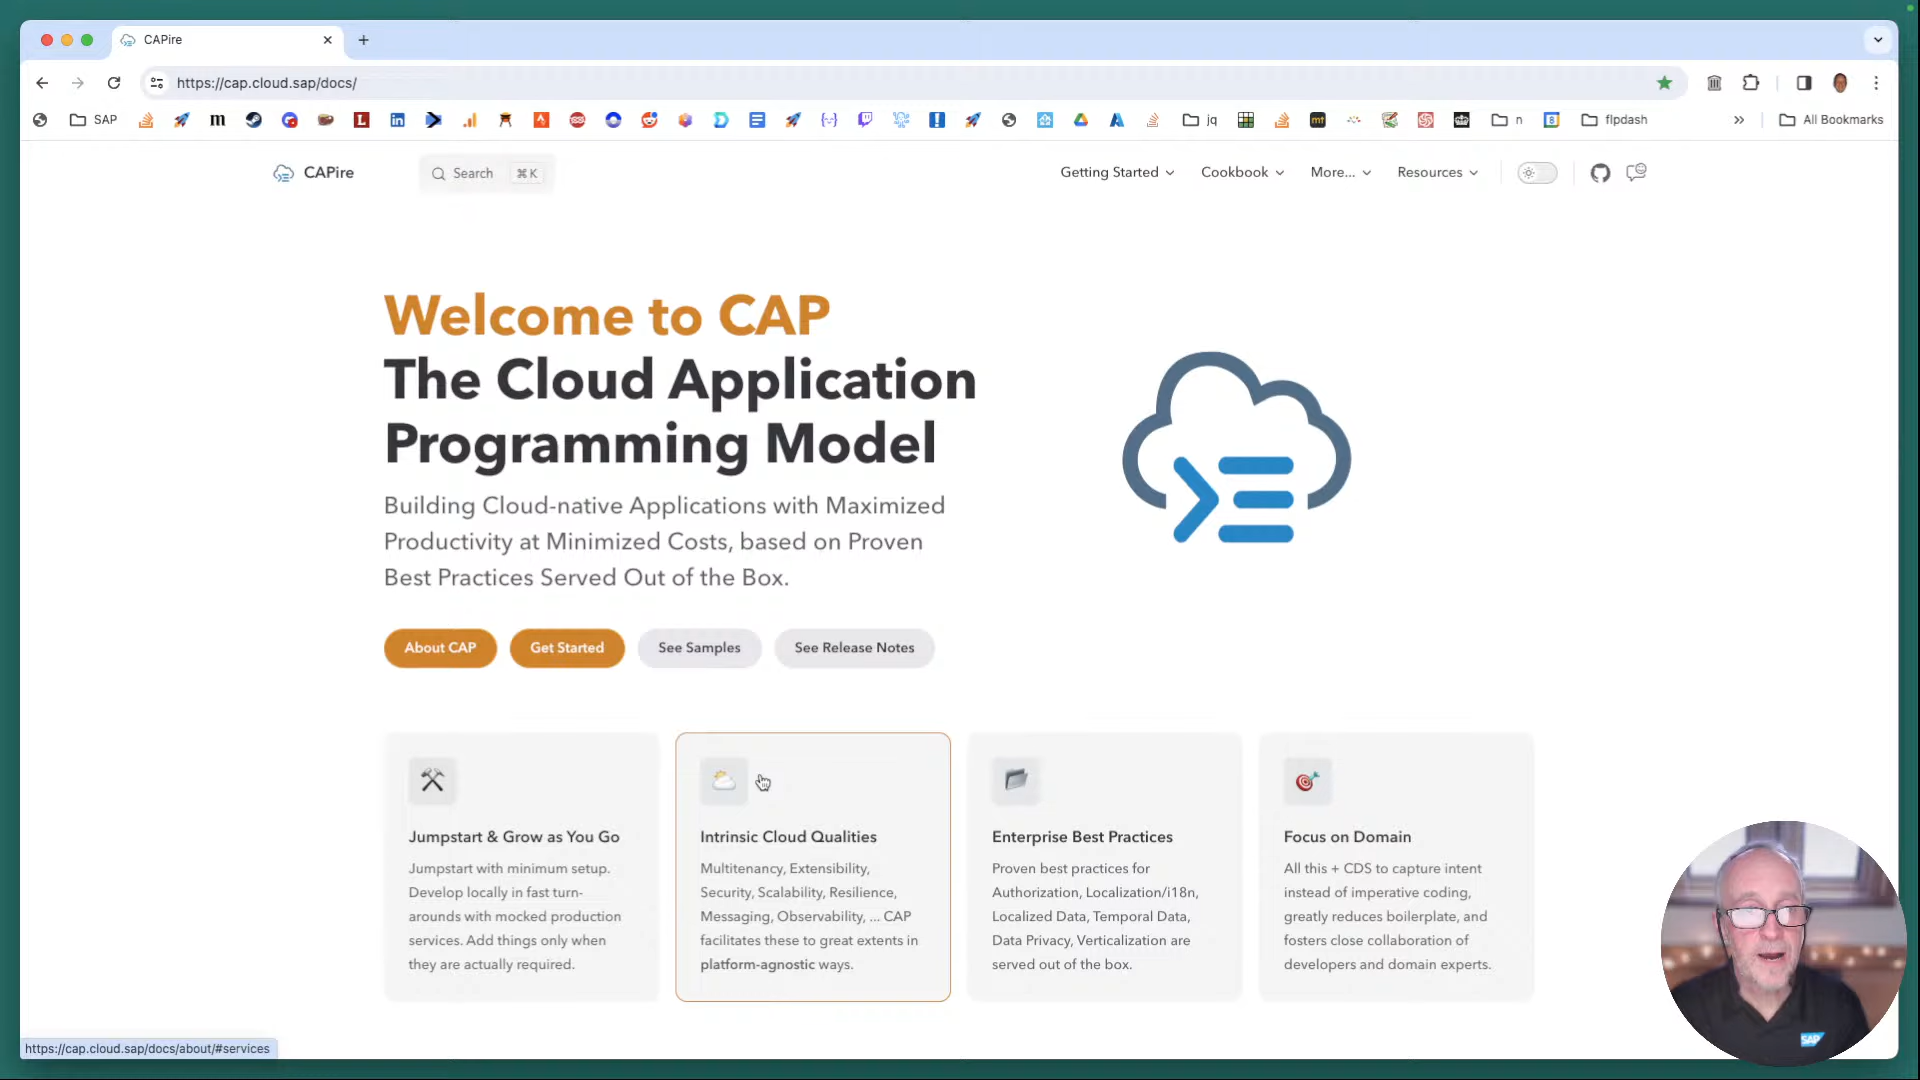 CAPire
https://cap.cloud.sap/docs/
SAP
jq
n
flpdash
All Bookmarks
CAPire
Search
⌘ K
Getting Started
Cookbook
More...
Resources
Welcome to CAP
The Cloud Application
Programming Model
Building Cloud-native Applications with Maximized
Productivity at Minimized Costs, based on Proven
Best Practices Served Out of the Box.
About CAP
Get Started
See Samples
See Release Notes
Jumpstart & Grow as You Go
Jumpstart with minimum setup.
Develop locally in fast turn-
arounds with mocked production
services. Add things only when
they are actually required.
Intrinsic Cloud Qualities
Multitenancy, Extensibility,
Security, Scalability, Resilience,
Messaging, Observability, ... CAP
facilitates these to great extents in
platform-agnostic ways.
Enterprise Best Practices
Proven best practices for
Authorization, Localization/i18n,
Localized Data, Temporal Data,
Data Privacy, Verticalization are
served out of the box.
Focus on Domain
All this + CDS to capture intent
instead of imperative coding,
greatly reduces boilerplate, and
fosters close collaboration of
developers and domain experts.
SAP
https://cap.cloud.sap/docs/about/#services